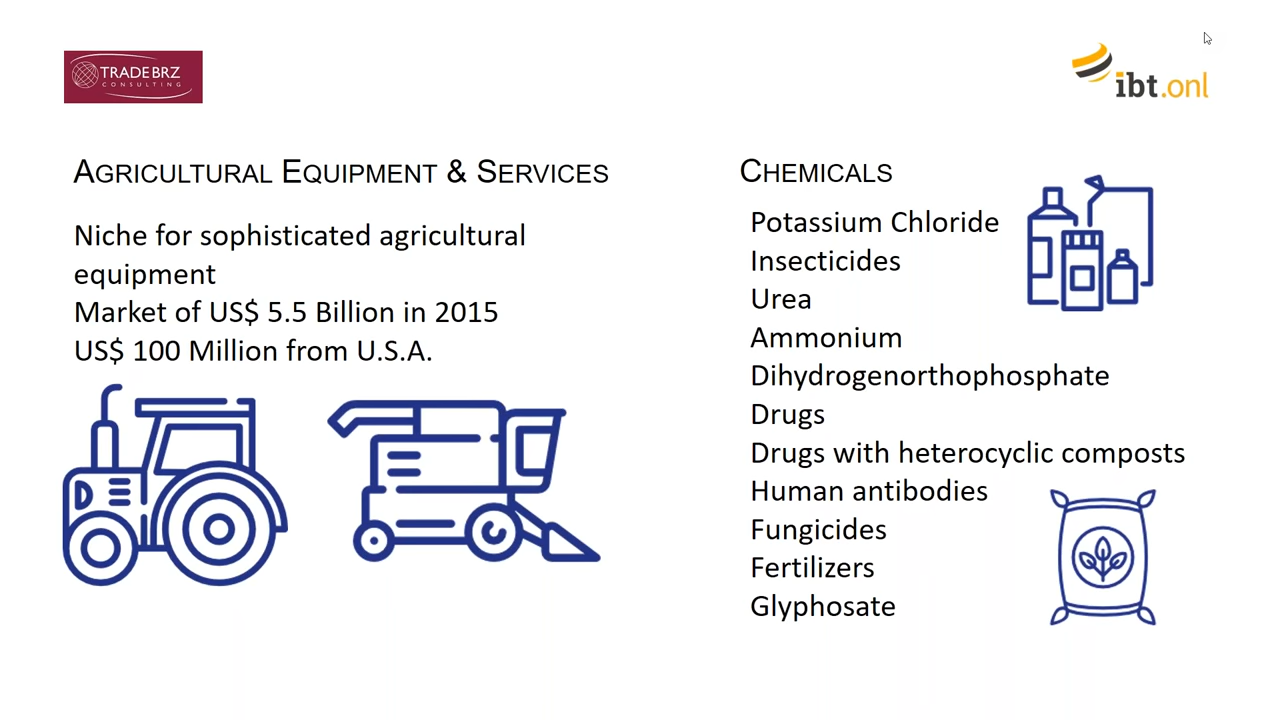 TRADEBRZ
CONSULTING
ibt.onl
AGRICULTURAL EQUIPMENT & SERVICES
Niche for sophisticated agricultural
equipment
Market of US$ 5.5 Billion in 2015
US$ 100 Million from U.S.A.
CHEMICALS
Potassium Chloride
Insecticides
Urea
Ammonium
Dihydrogenorthophosphate
Drugs
Drugs with heterocyclic composts
Human antibodies
Fungicides
Fertilizers
Glyphosate